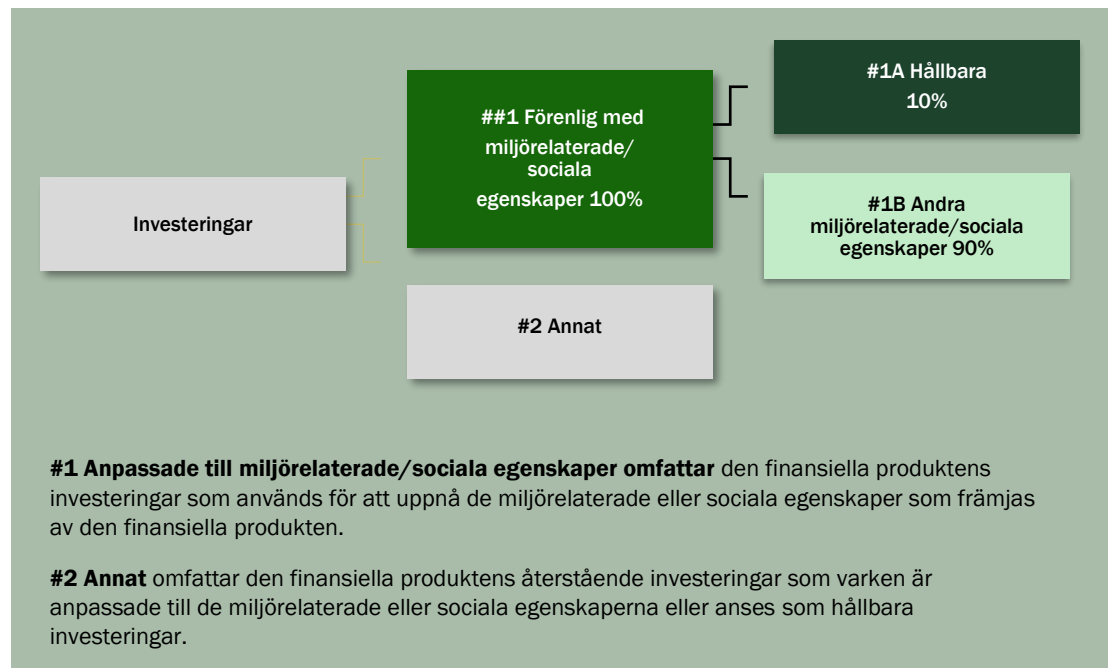 #1A Hållbara
10%
##1 Förenlig med
miljörelaterade/
sociala
egenskaper 100%
Investeringar
#1B Andra
miljörelaterade/sociala
egenskaper 90%
#2 Annat
#1 Anpassade till miljörelaterade/sociala egenskaper omfattar den finansiella produktens
investeringar som används för att uppnå de miljörelaterade eller sociala egenskaper som främjas
av den finansiella produkten.
#2 Annat omfattar den finansiella produktens återstående investeringar som varken är
anpassade till de miljörelaterade eller sociala egenskaperna eller anses som hållbara
investeringar.